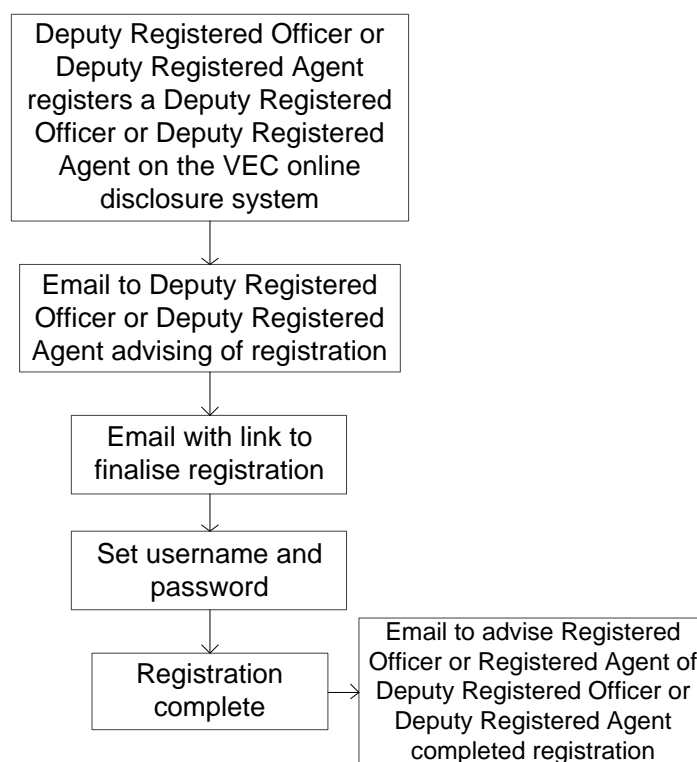 Deputy Registered Officer or
Deputy Registered Agent
registers a Deputy Registered
Officer or Deputy Registered
Agent on the VEC online
disclosure system
Email to Deputy Registered
Officer or Deputy Registered
Agent advising of registration
Email with link to
finalise registration
Set username and
password
Registration
complete
Email to advise Registered
Officer or Registered Agent of
Deputy Registered Officer or
Deputy Registered Agent
completed registration